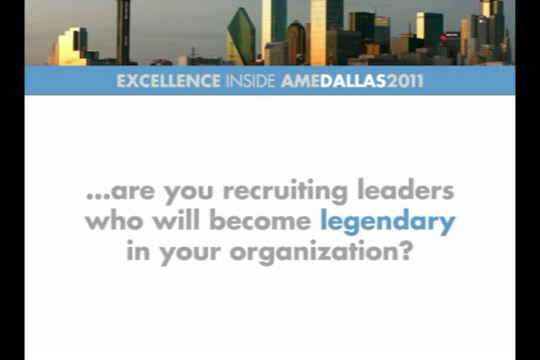 EXCELLENCE INSIDE AMEDALLAS2011
...are you recruiting leaders
who will become legendary
in your organization?